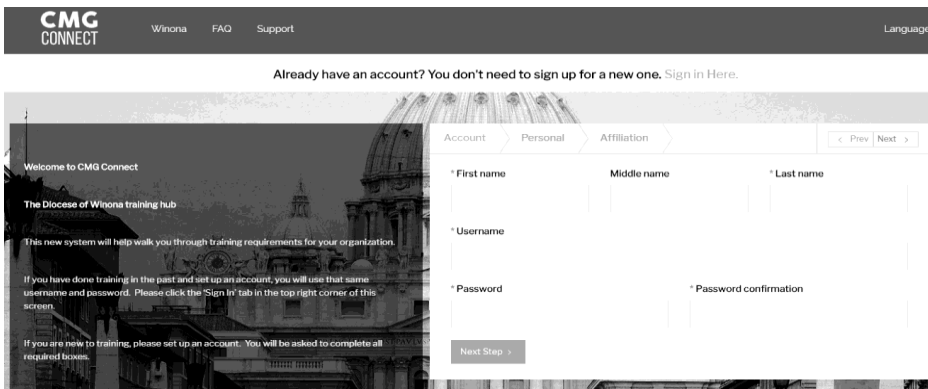 CMG
CONNECT
Winona FAQ Support Language
Already have an account? You don't need to sign up for a new one. Sign in Here.
Account Personal Affiliation < Prev Next >
Welcome to CMG Connect
The Diocese of Winona training hub
This new system will help walk you through training requirements for your organization.
If you have done training in the past and set up an account, you will use that same
username and password. Please click the 'Sign In' tab in the top right corner of this
screen.
If you are new to training, please set up an account. You will be asked to complete all
required boxes.
* First name Middle name * Last name
* Username
* Password * Password confirmation
Next Step >